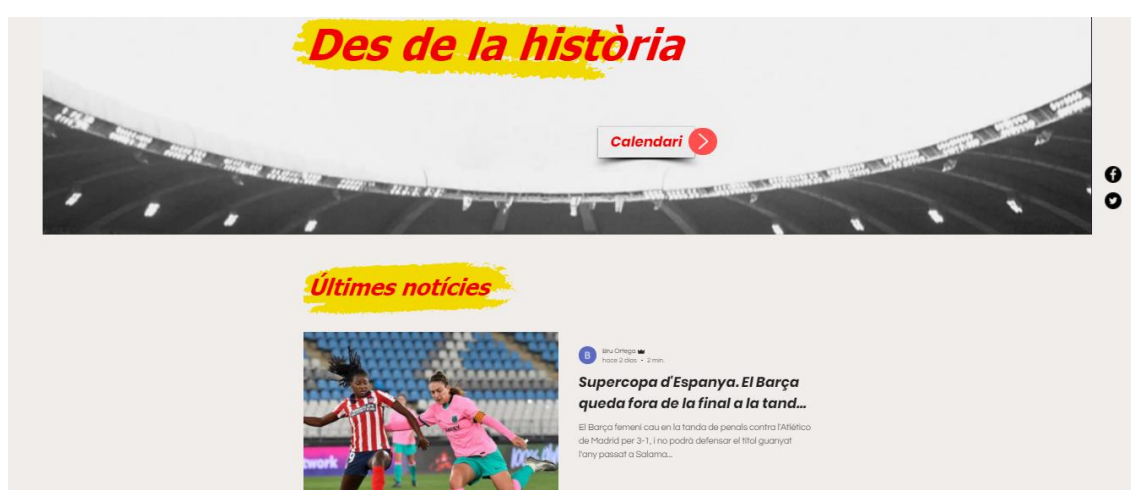 Des de la història
Calendari
Últimes notícies
B
Bru Ortega
hace 2 días • 2 min.
Supercopa d'Espanya. El Barça
queda fora de la final a la tand...
El Barça femení cau en la tanda de penals contra l'Atlético
de Madrid per 3-1, i no podrà defensar el títol guanyat
l'any passat a Salama...